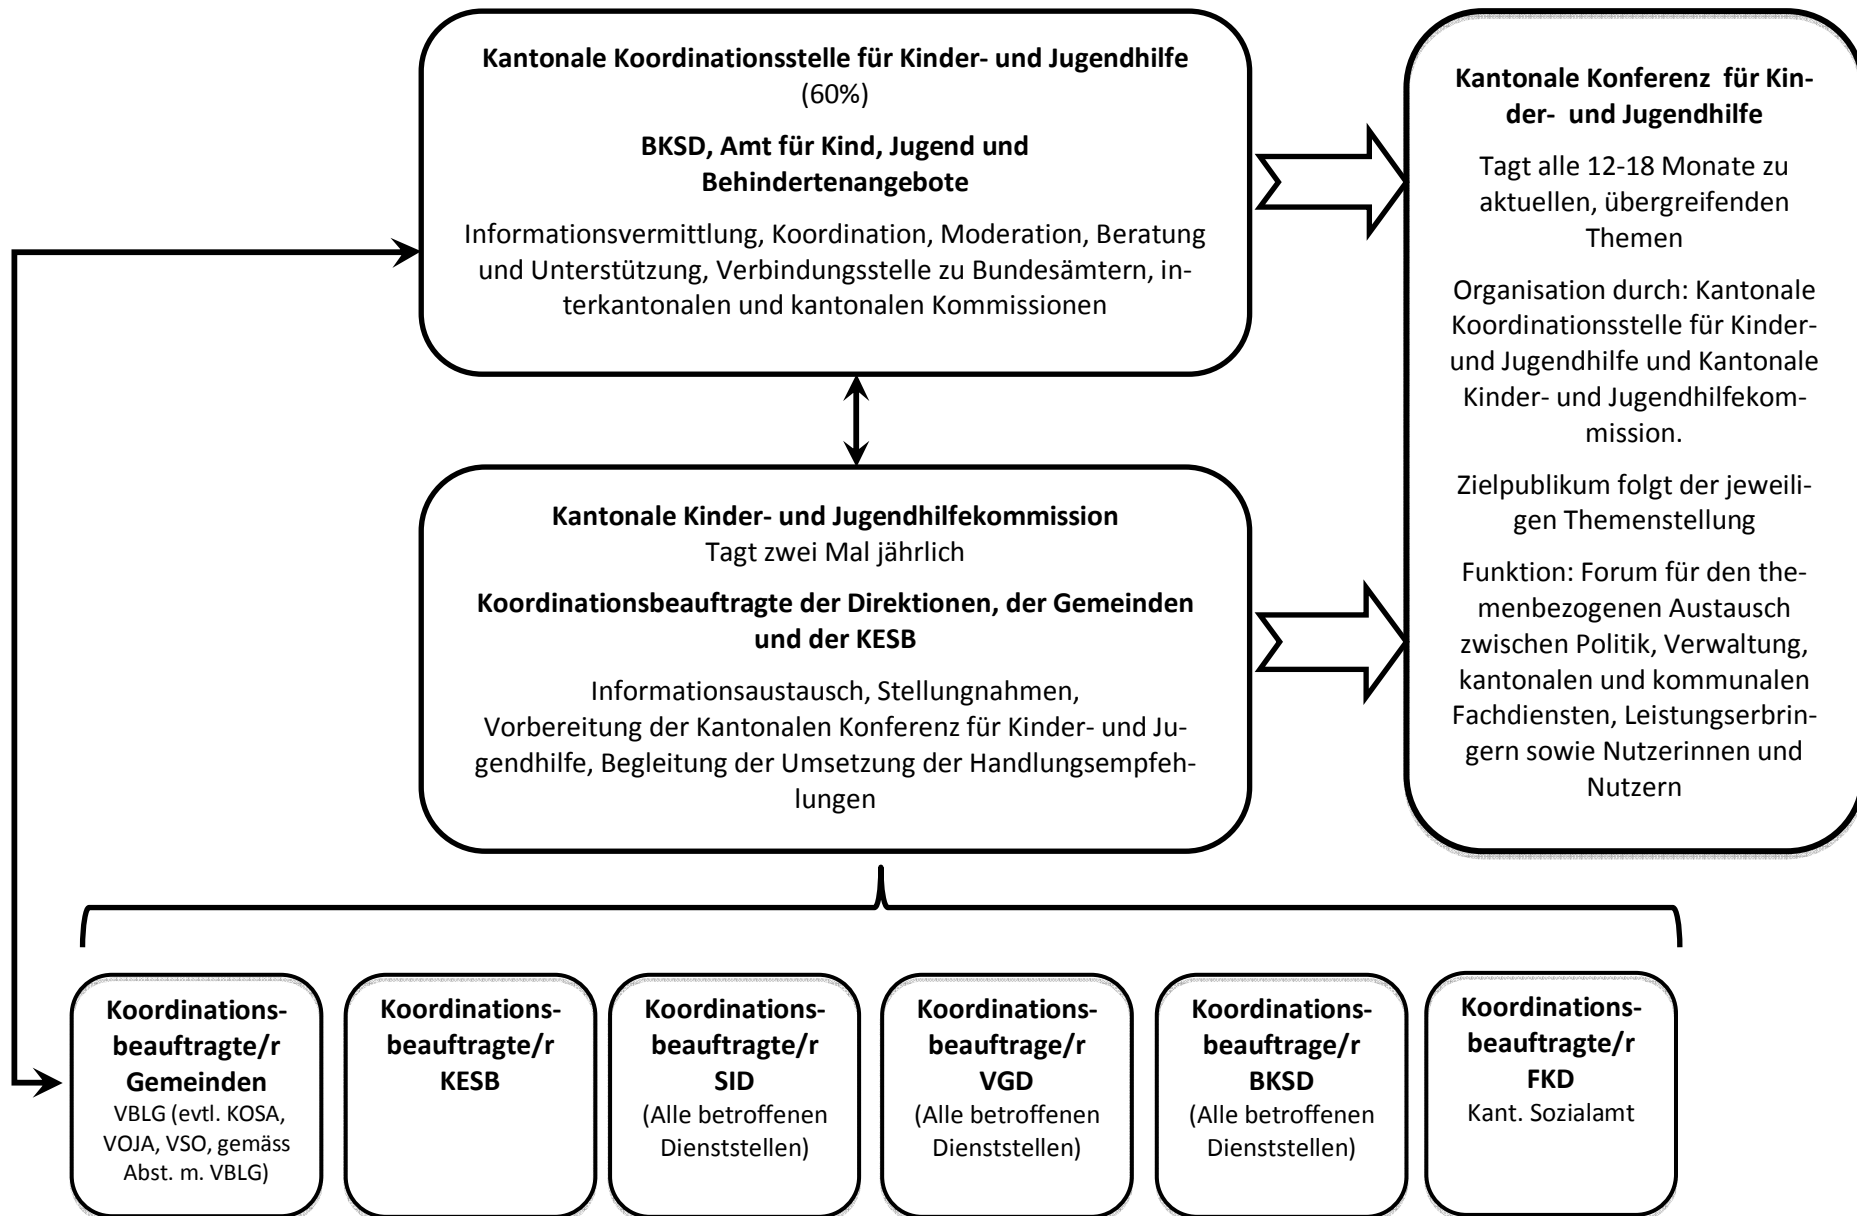 Kantonale Koordinationsstelle für Kinder- und Jugendhilfe
(60%)
BKSD, Amt für Kind, Jugend und
Behindertenangebote
Informationsvermittlung, Koordination, Moderation, Beratung
und Unterstützung, Verbindungsstelle zu Bundesämtern, in-
terkantonalen und kantonalen Kommissionen
Kantonale Konferenz für Kin-
der- und Jugendhilfe
Tagt alle 12-18 Monate zu
aktuellen, übergreifenden
Themen
Organisation durch: Kantonale
Koordinationsstelle für Kinder-
und Jugendhilfe und Kantonale
Kinder- und Jugendhilfekom-
mission.
Zielpublikum folgt der jeweili-
gen Themenstellung
Funktion: Forum für den the-
menbezogenen Austausch
zwischen Politik, Verwaltung,
kantonalen und kommunalen
Fachdiensten, Leistungserbrin-
gern sowie Nutzerinnen und
Nutzern
Kantonale Kinder- und Jugendhilfekommission
Tagt zwei Mal jährlich
Koordinationsbeauftragte der Direktionen, der Gemeinden
und der KESB
Informationsaustausch, Stellungnahmen,
Vorbereitung der Kantonalen Konferenz für Kinder- und Ju-
gendhilfe, Begleitung der Umsetzung der Handlungsempfeh-
lungen
Koordinations-
beauftragte/r
Gemeinden
VBLG (evtl. KOSA,
VOJA, VSO, gemäss
Abst. m. VBLG)
Koordinations-
beauftragte/r
KESB
Koordinations-
beauftragte/r
SID
(Alle betroffenen
Dienststellen)
Koordinations-
beauftrage/r
VGD
(Alle betroffenen
Dienststellen)
Koordinations-
beauftrage/r
BKSD
(Alle betroffenen
Dienststellen)
Koordinations-
beauftragte/r
FKD
Kant. Sozialamt